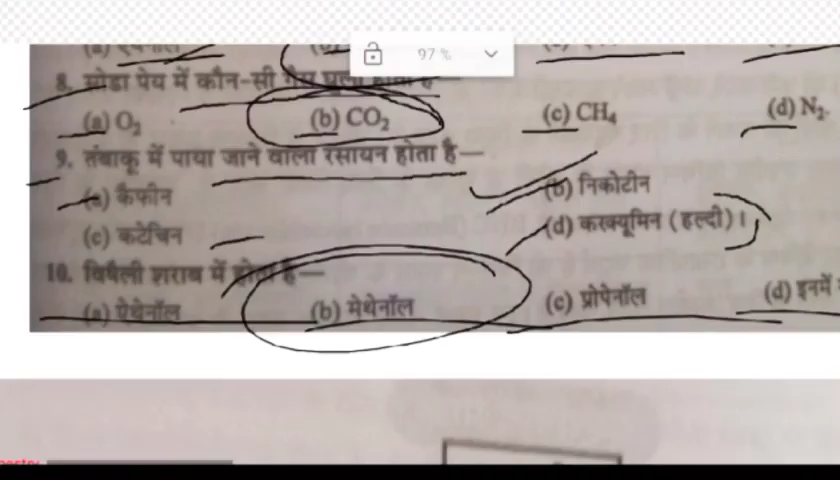 97 %
8. सोडा पेय में कौन-सी गैस घुली होती है—
(a) O₂ (b) CO₂ (c) CH₄ (d) N₂.
9. तंबाकू में पाया जाने वाला रसायन होता है—
(a) कैफीन (b) निकोटीन
(c) कटेचिन (d) करक्यूमिन (हल्दी)।
10. विषैली शराब में होता है—
(a) ऐथेनॉल (b) मेथेनॉल (c) प्रोपेनॉल (d) इनमें